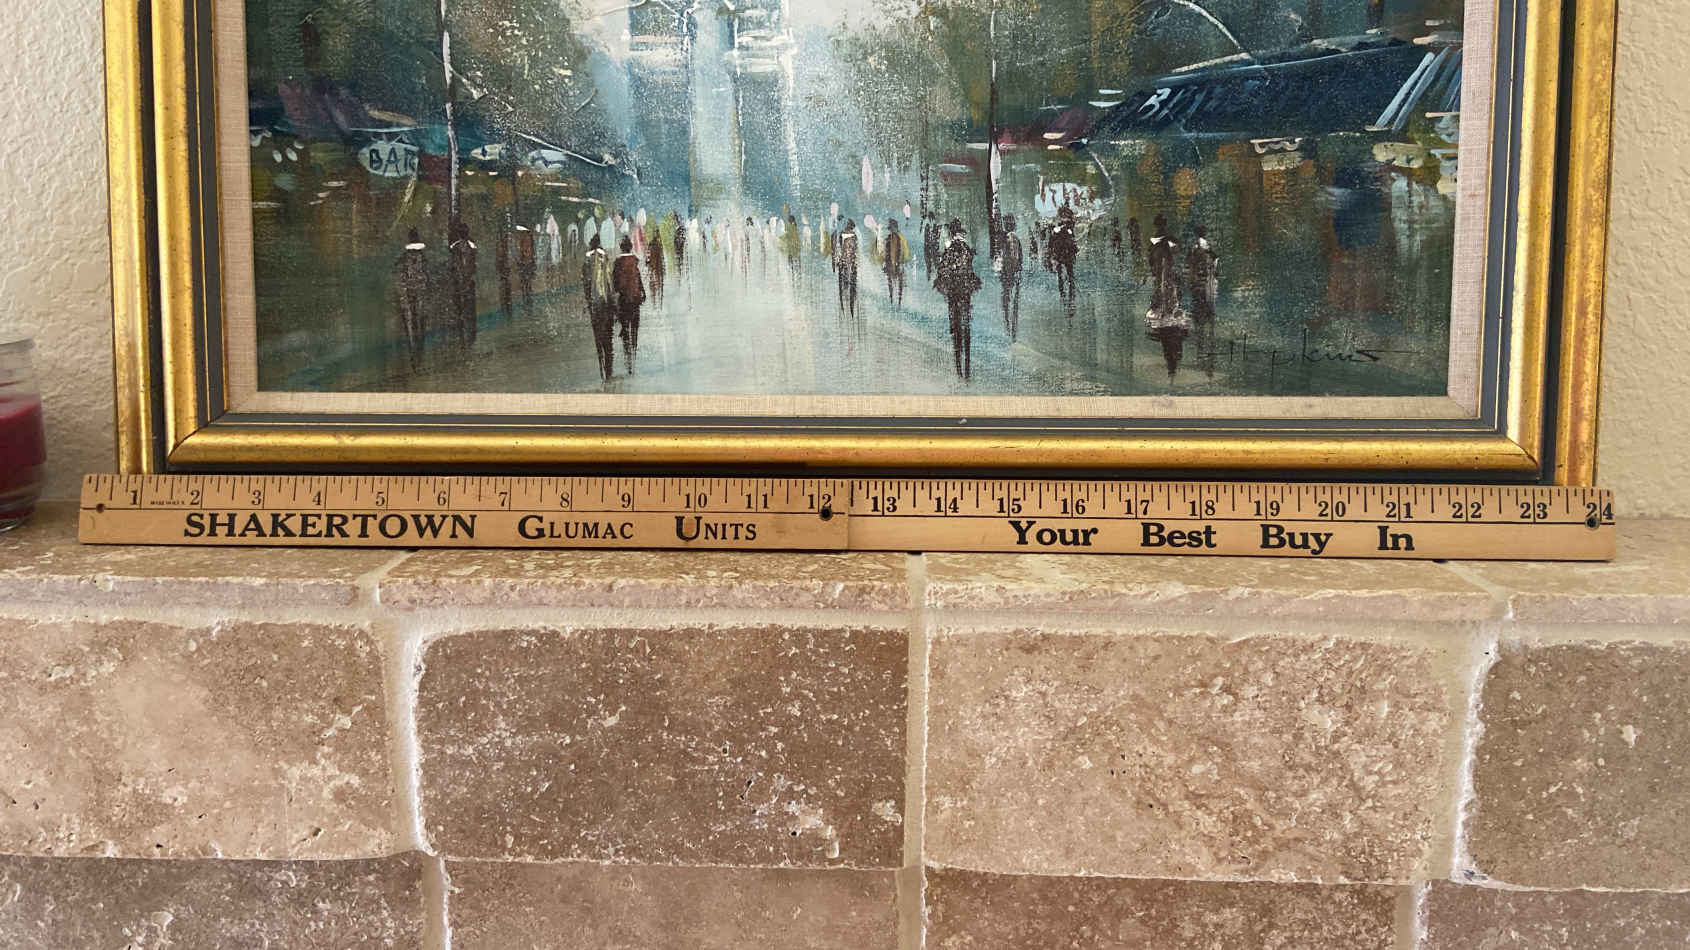 BAR
Hopkins
1 2 3 4 5 6 7 8 9 10 11 12 13 14 15 16 17 18 19 20 21 22 23 24
SHAKERTOWN GLUMAC UNITS Your Best Buy In